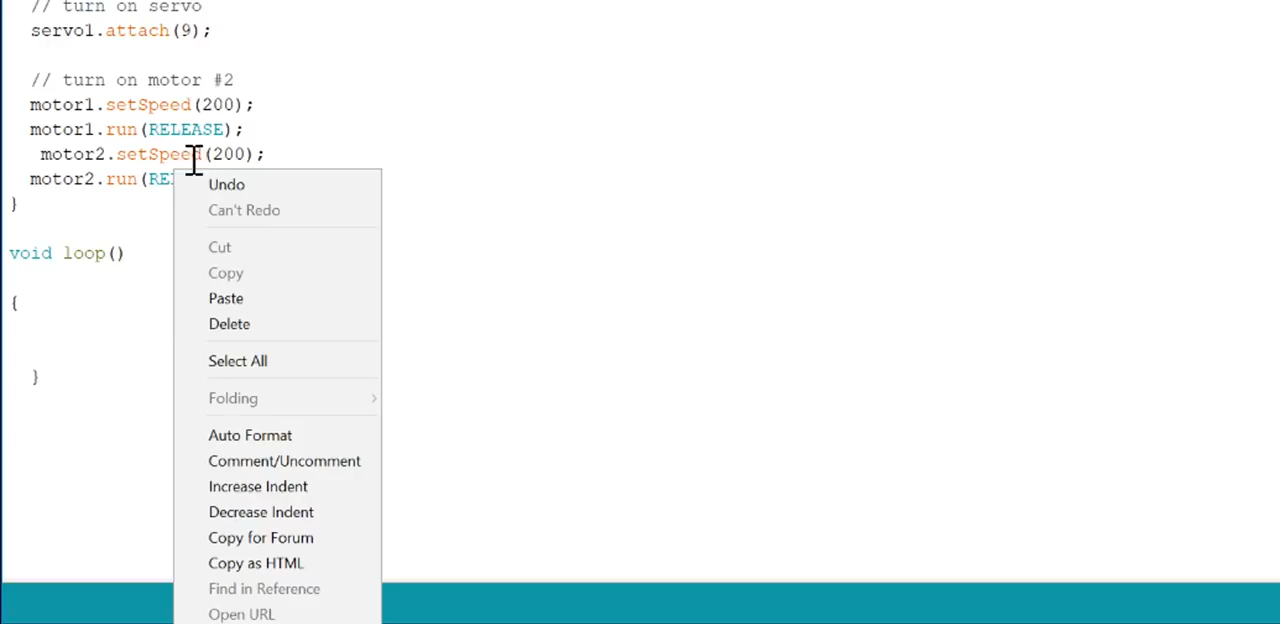 // turn on servo
servo1.attach(9);
// turn on motor #2
motor1.setSpeed(200);
motor1.run(RELEASE);
motor2.setSpeed(200);
motor2.run(RE
}
void loop()
{
}
Undo
Can't Redo
Cut
Copy
Paste
Delete
Select All
Folding
Auto Format
Comment/Uncomment
Increase Indent
Decrease Indent
Copy for Forum
Copy as HTML
Find in Reference
Open URL